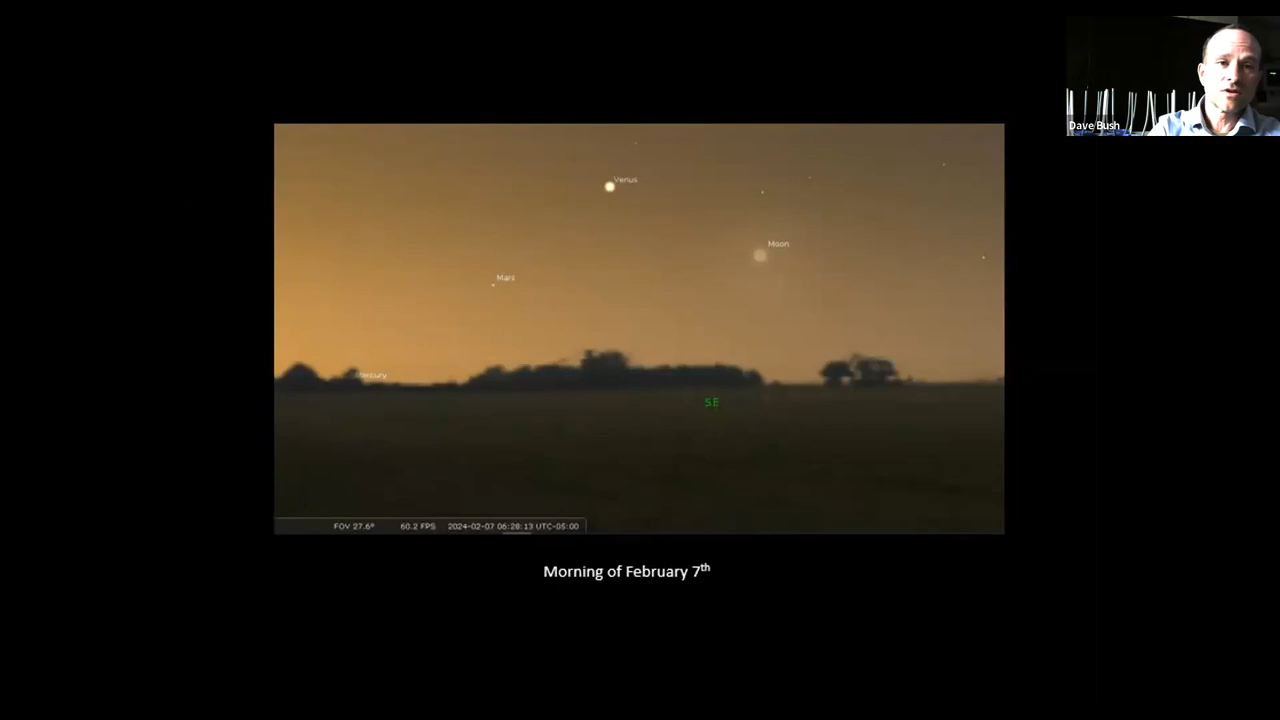 Dave Bush
Venus
Moon
Mars
Mercury
SE
FOV 27.6° 60.2 FPS 2024-02-07 06:28:13 UTC-05:00
Morning of February 7th